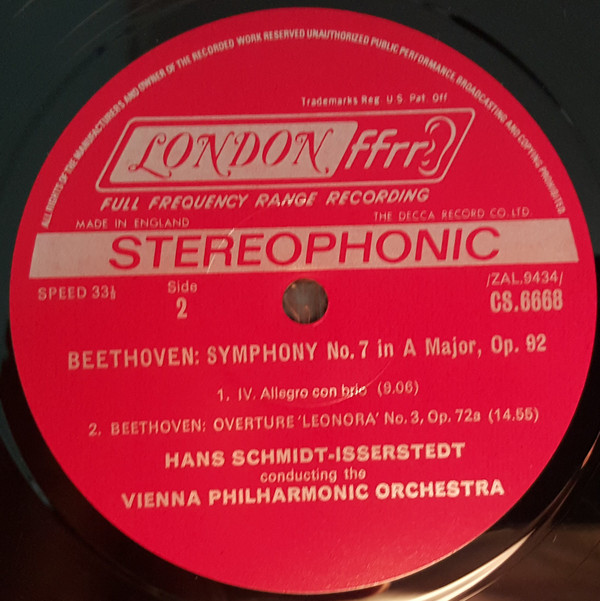 ALL RIGHTS OF THE MANUFACTURERS AND OWNER OF THE RECORDED WORK RESERVED UNAUTHORIZED PUBLIC PERFORMANCE, BROADCASTING AND COPYING PROHIBITED.
Trademarks Reg U.S Pat. Off
LONDON ffrr
FULL FREQUENCY RANGE RECORDING
MADE IN ENGLAND THE DECCA RECORD CO.LTD.
STEREOPHONIC
SPEED 33⅓ Side /ZAL.9434/
2 CS.6668
BEETHOVEN: SYMPHONY No. 7 in A Major, Op. 92
1. IV. Allegro con brio (9.06)
2. BEETHOVEN: OVERTURE 'LEONORA' No. 3, Op. 72a (14.55)
HANS SCHMIDT-ISSERSTEDT
conducting the
VIENNA PHILHARMONIC ORCHESTRA